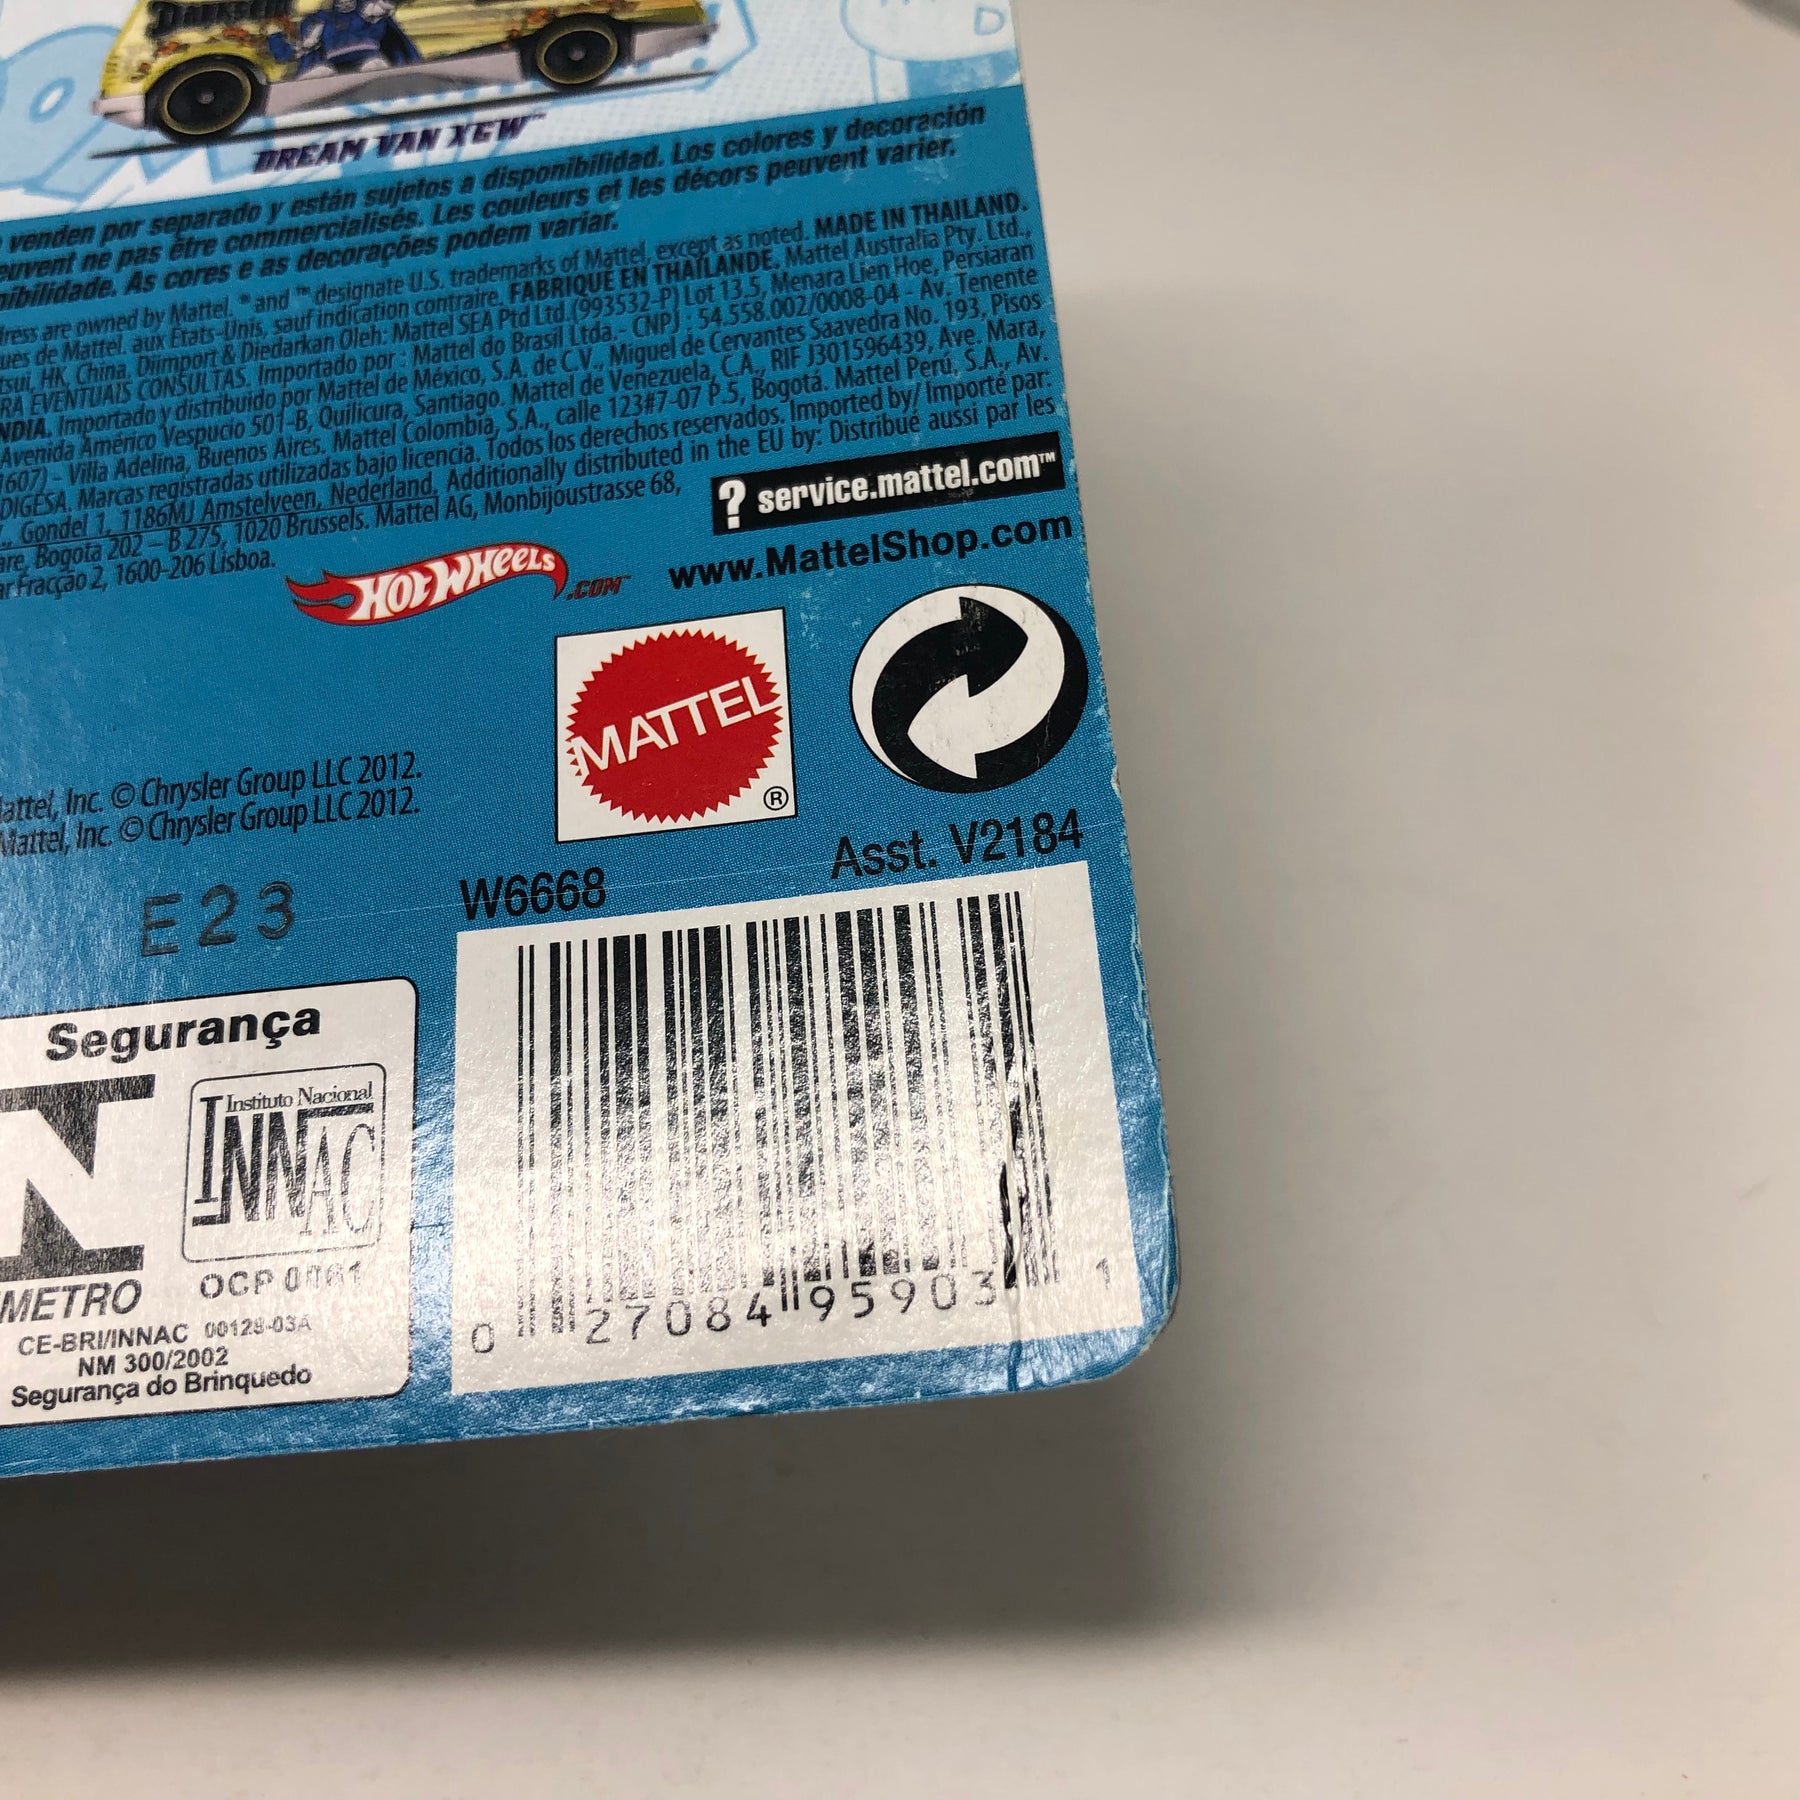 DREAM VAN XGW™
venden por separado y están sujetos a disponibilidad. Los colores y decoración
peuvent ne pas être commercialisés. Les couleurs et les décors peuvent varier.
As cores e as decorações podem variar.
are owned by Mattel. ® and ™ designate U.S. trademarks of Mattel, except as noted. MADE IN THAILAND.
de Mattel. aux États-Unis, sauf indication contraire. FABRIQUÉ EN THAÏLANDE. Mattel Australia Pty. Ltd.,
HK, China. Diimport & Diedarkan Oleh: Mattel SEA Ptd Ltd.(993532-P) Lot 13.5, Menara Lien Hoe, Persiaran
EVENTUAIS CONSULTAS. Importado por : Mattel do Brasil Ltda.- CNPJ : 54.558.002/0008-04 - Av. Tenente
Importado y distribuido por Mattel de México, S.A. de C.V., Miguel de Cervantes Saavedra No. 193, Pisos
Avenida Américo Vespucio 501-B, Quilicura, Santiago. Mattel de Venezuela, C.A., RIF J301596439, Ave. Mara,
1607) - Villa Adelina, Buenos Aires. Mattel Colombia, S.A., calle 123#7-07 P.5, Bogotá. Mattel Perú, S.A., Av.
DIGESA. Marcas registradas utilizadas bajo licencia. Todos los derechos reservados. Imported by/ Importé par:
Gondel 1, 1186MJ Amstelveen, Nederland. Additionally distributed in the EU by: Distribué aussi par les
Bogota 202 – B 275, 1020 Brussels. Mattel AG, Monbijoustrasse 68,
Fracção 2, 1600-206 Lisboa.
? service.mattel.com™
www.MattelShop.com
HOT WHEELS .COM™
MATTEL ®
Mattel, Inc. © Chrysler Group LLC 2012.
Mattel, Inc. © Chrysler Group LLC 2012.
E23
W6668 Asst. V2184
Segurança
Instituto Nacional
INNAC
METRO
OCP 0061
CE-BRI/INNAC 00128-03A
NM 300/2002
Segurança do Brinquedo
0 27084 95903 1